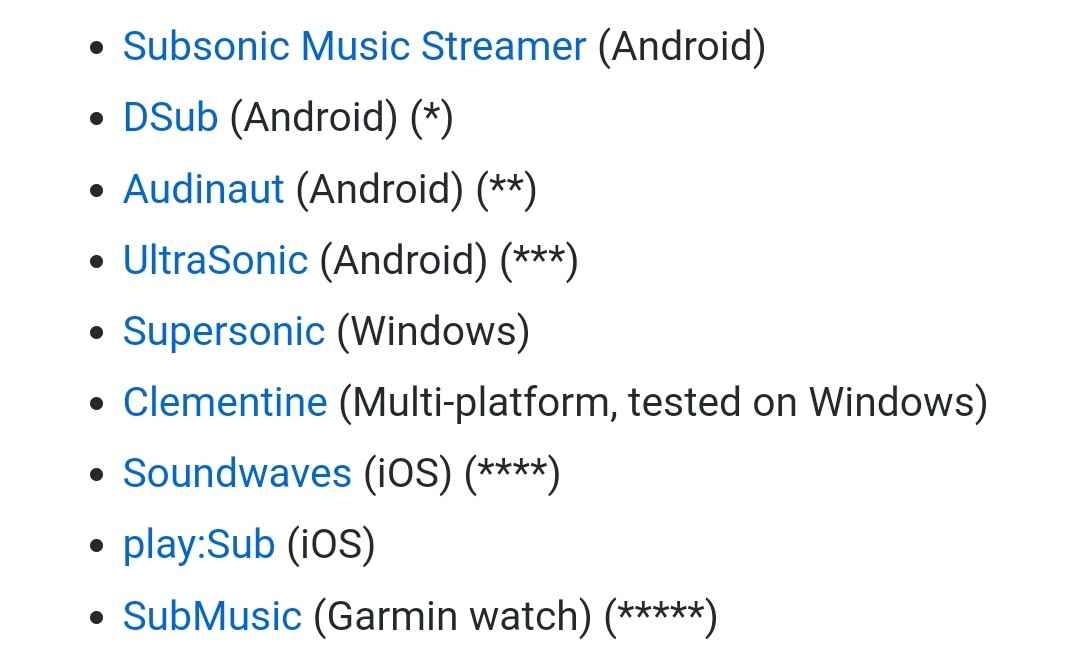 • Subsonic Music Streamer (Android)
• DSub (Android) (*)
• Audinaut (Android) (**)
• UltraSonic (Android) (***)
• Supersonic (Windows)
• Clementine (Multi-platform, tested on Windows)
• Soundwaves (iOS) (****)
• play:Sub (iOS)
• SubMusic (Garmin watch) (*****)